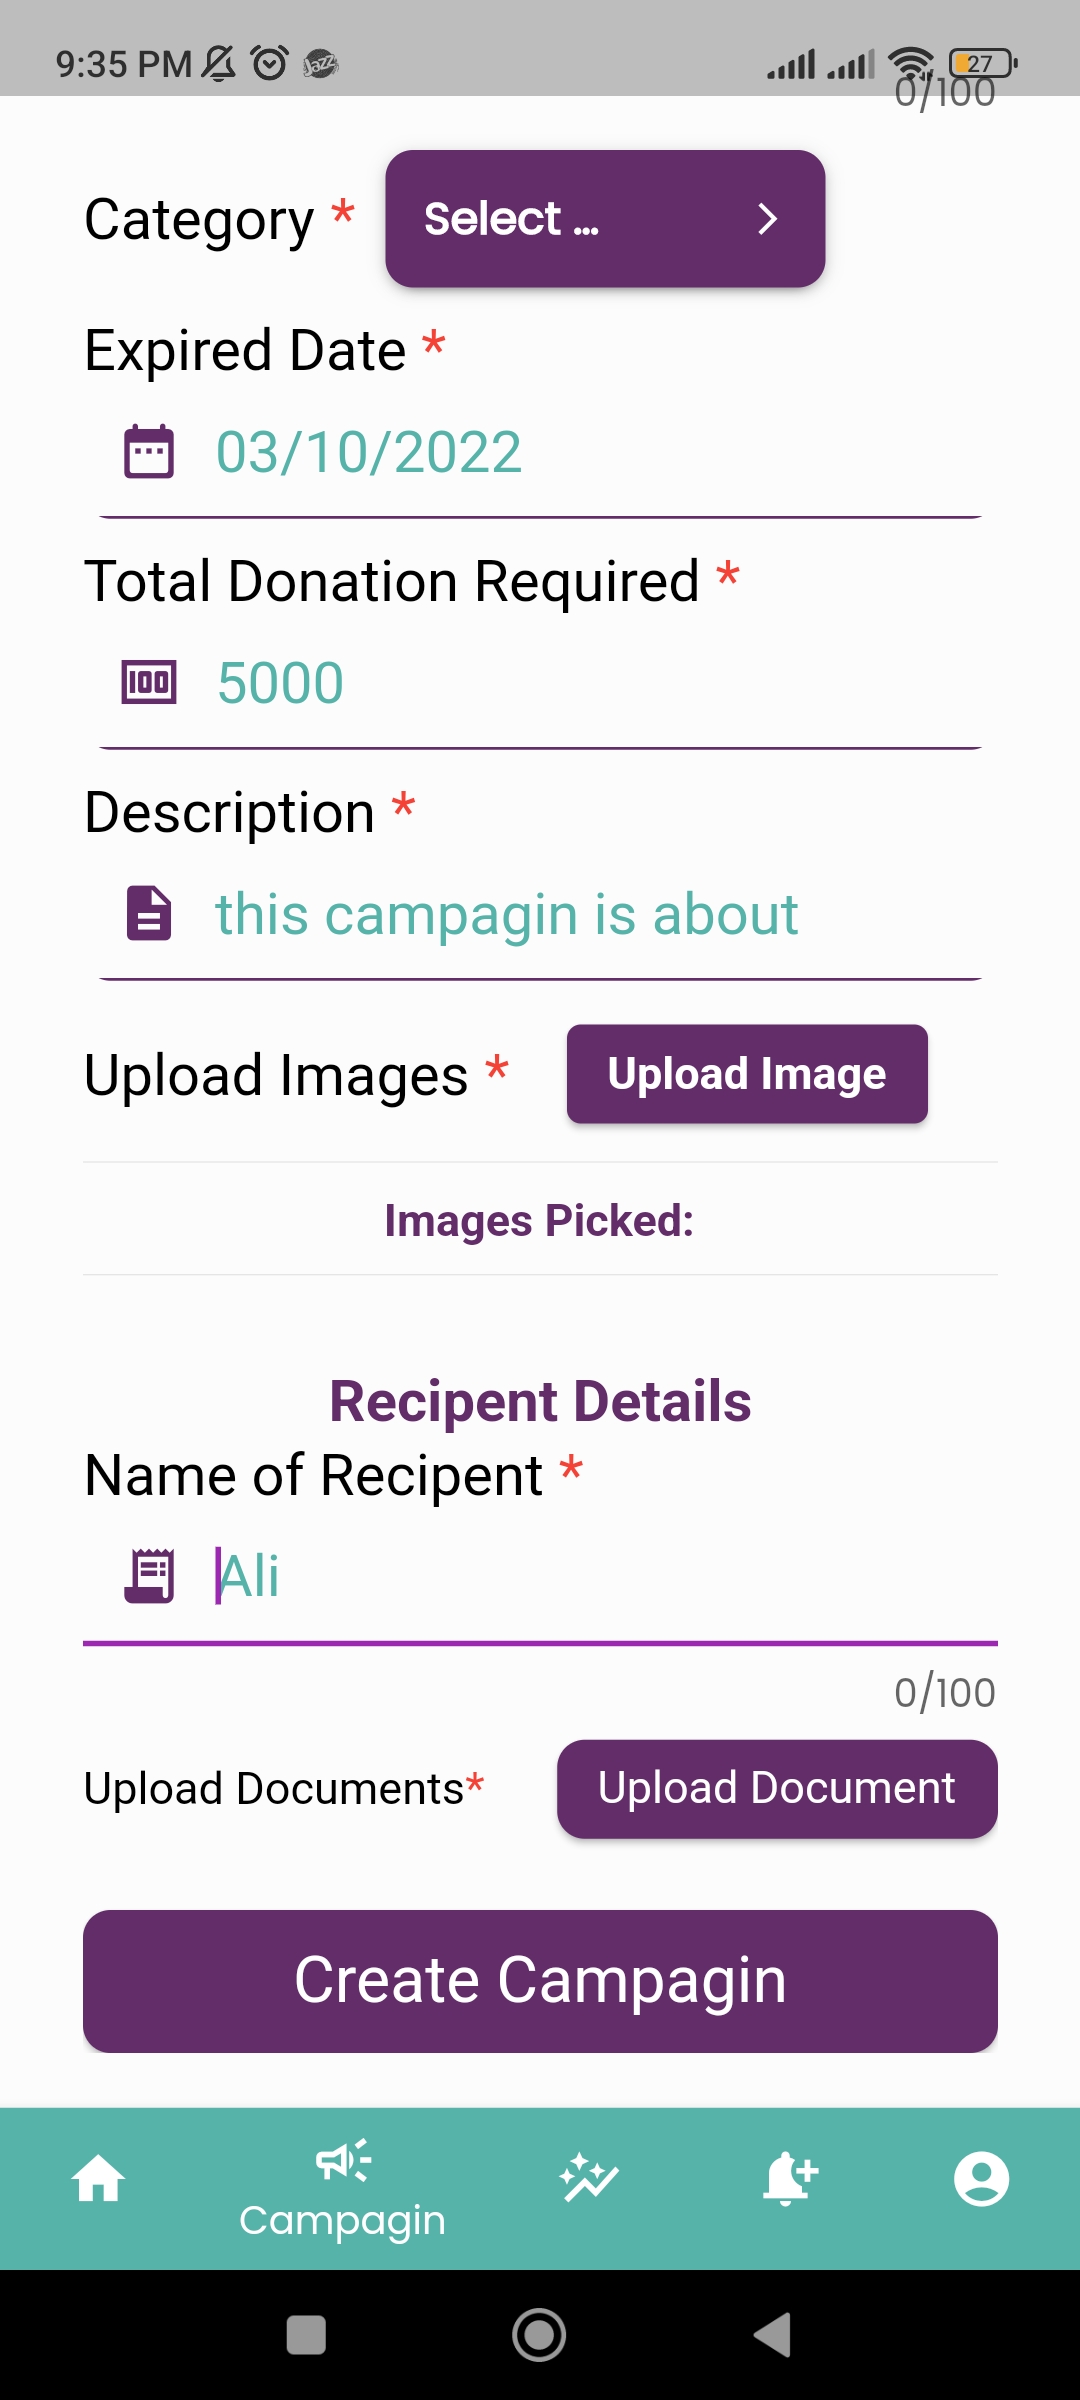 9:35 PM
Jazz
27
0/100
Category *
Select ...
Expired Date *
03/10/2022
Total Donation Required *
100
5000
Description *
this campagin is about
Upload Images *
Upload Image
Images Picked:
Recipent Details
Name of Recipent *
Ali
0/100
Upload Documents*
Upload Document
Create Campagin
Campagin